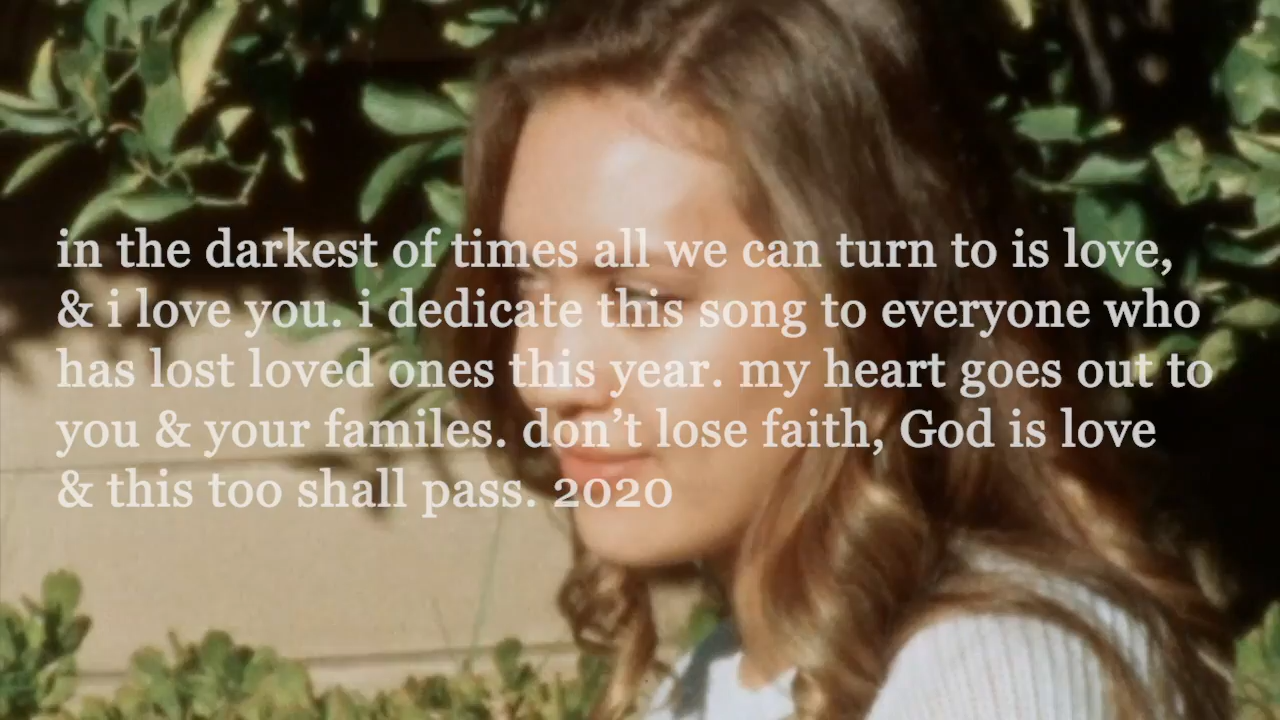 in the darkest of times all we can turn to is love,
& i love you. i dedicate this song to everyone who
has lost loved ones this year. my heart goes out to
you & your familes. don’t lose faith, God is love
& this too shall pass. 2020